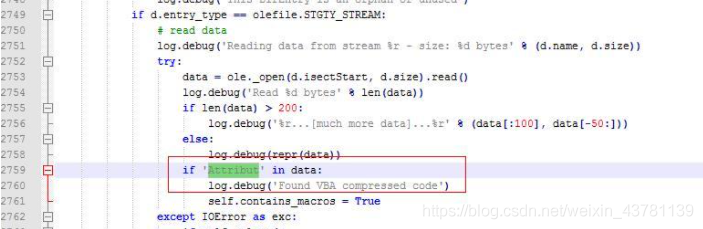 2749 if d.entry_type == olefile.STGTY_STREAM:
2750 # read data
2751 log.debug('Reading data from stream %r - size: %d bytes' % (d.name, d.size))
2752 try:
2753 data = ole._open(d.isectStart, d.size).read()
2754 log.debug('Read %d bytes' % len(data))
2755 if len(data) > 200:
2756 log.debug('%r...[much more data]...%r' % (data[:100], data[-50:]))
2757 else:
2758 log.debug(repr(data))
2759 if 'Attribut' in data:
2760 log.debug('Found VBA compressed code')
2761 self.contains_macros = True
2762 except IOError as exc:
https://blog.csdn.net/weixin_43781139